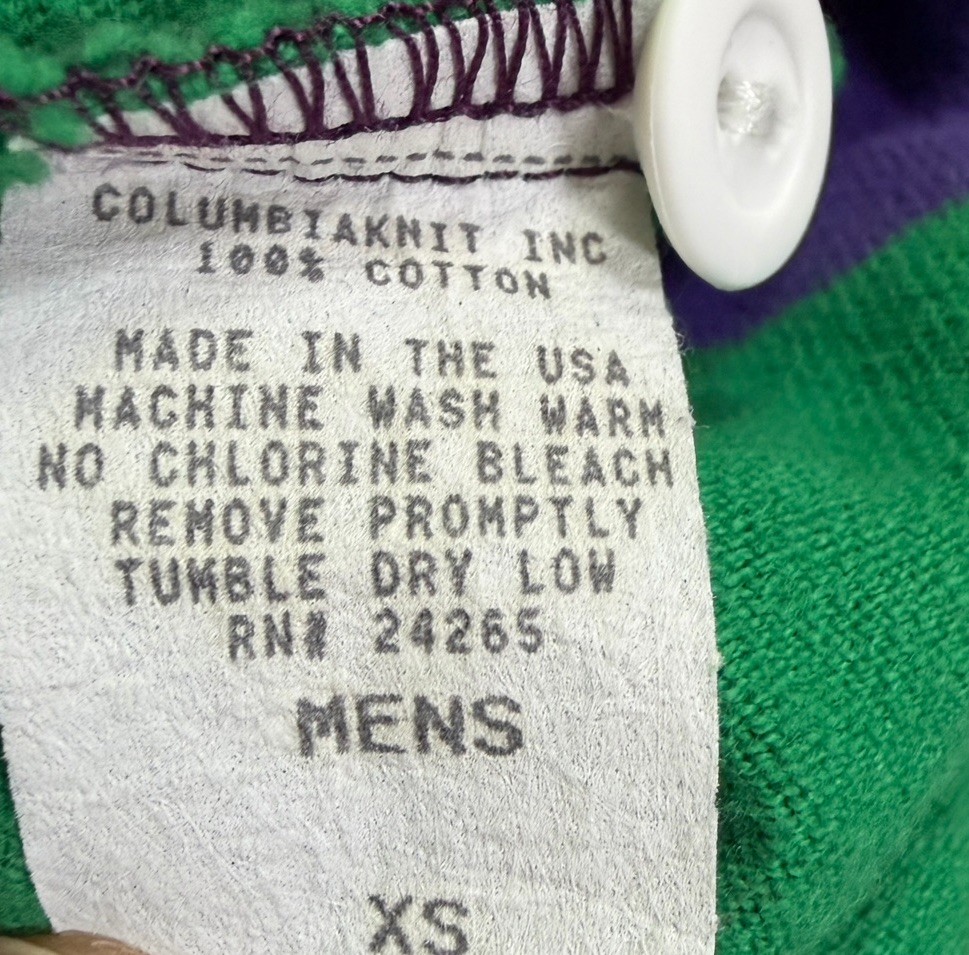 COLUMBIAKNIT INC
100% COTTON
MADE IN THE USA
MACHINE WASH WARM
NO CHLORINE BLEACH
REMOVE PROMPTLY
TUMBLE DRY LOW
RN# 24265
MENS
XS